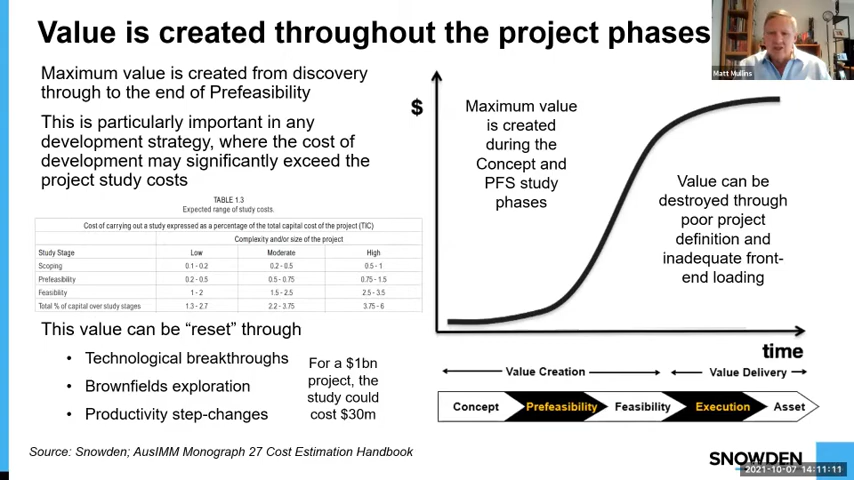 Value is created throughout the project phases
Matt Mulins
Maximum value is created from discovery
through to the end of Prefeasibility
This is particularly important in any
development strategy, where the cost of
development may significantly exceed the
project study costs
TABLE 1.3
Expected range of study costs.
Cost of carrying out a study expressed as a percentage of the total capital cost of the project (TIC)
Complexity and/or size of the project
Study Stage Low Moderate High
Scoping 0.1 - 0.2 0.2 - 0.5 0.5 - 1
Prefeasibility 0.2 - 0.5 0.5 - 0.75 0.75 - 1.5
Feasiblity 1 - 2 1.5 - 2.5 2.5 - 3.5
Total % of capital over study stages 1.3 - 2.7 2.2 - 3.75 3.75 - 6
This value can be “reset” through
• Technological breakthroughs
• Brownfields exploration
• Productivity step-changes
For a $1bn
project, the
study could
cost $30m
$
Maximum value
is created
during the
Concept and
PFS study
phases
Value can be
destroyed through
poor project
definition and
inadequate front-
end loading
time
Value Creation Value Delivery
Concept Prefeasibility Feasibility Execution Asset
Source: Snowden; AusIMM Monograph 27 Cost Estimation Handbook
SNOWDEN
2021-10-07 14:11:11